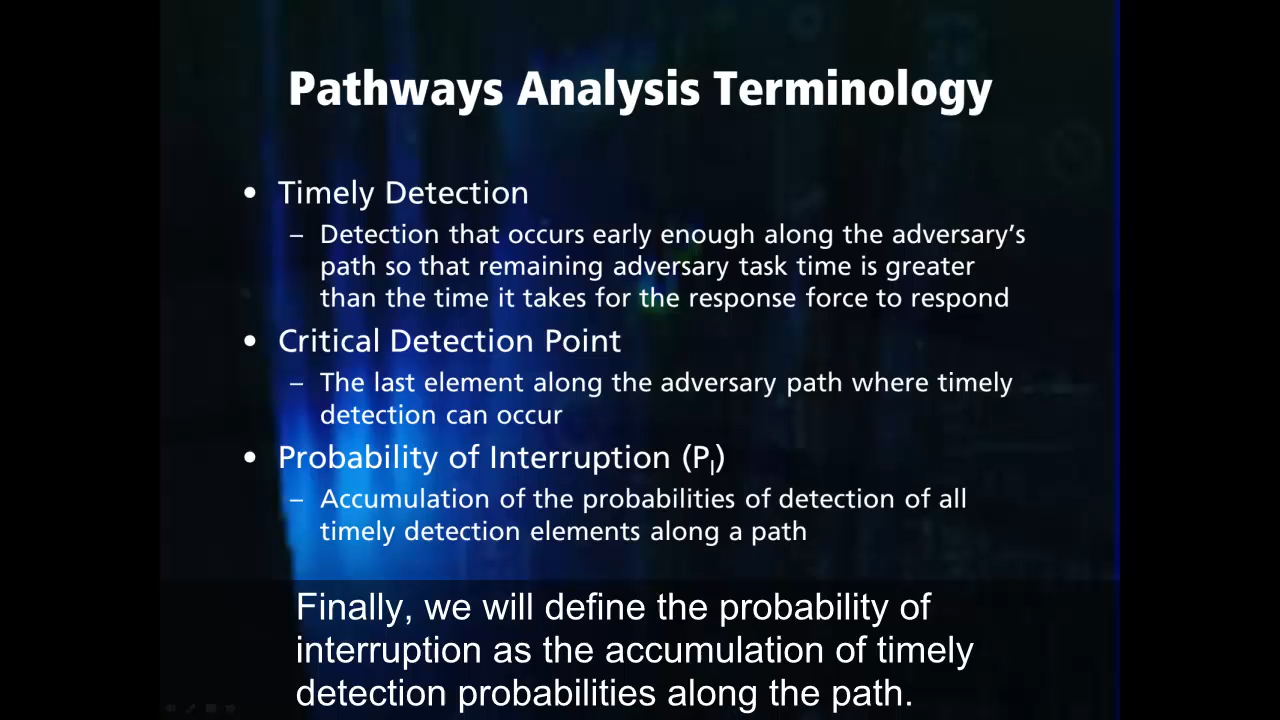 Pathways Analysis Terminology
• Timely Detection
– Detection that occurs early enough along the adversary’s
path so that remaining adversary task time is greater
than the time it takes for the response force to respond
• Critical Detection Point
– The last element along the adversary path where timely
detection can occur
• Probability of Interruption (PI)
– Accumulation of the probabilities of detection of all
timely detection elements along a path
Finally, we will define the probability of
interruption as the accumulation of timely
detection probabilities along the path.